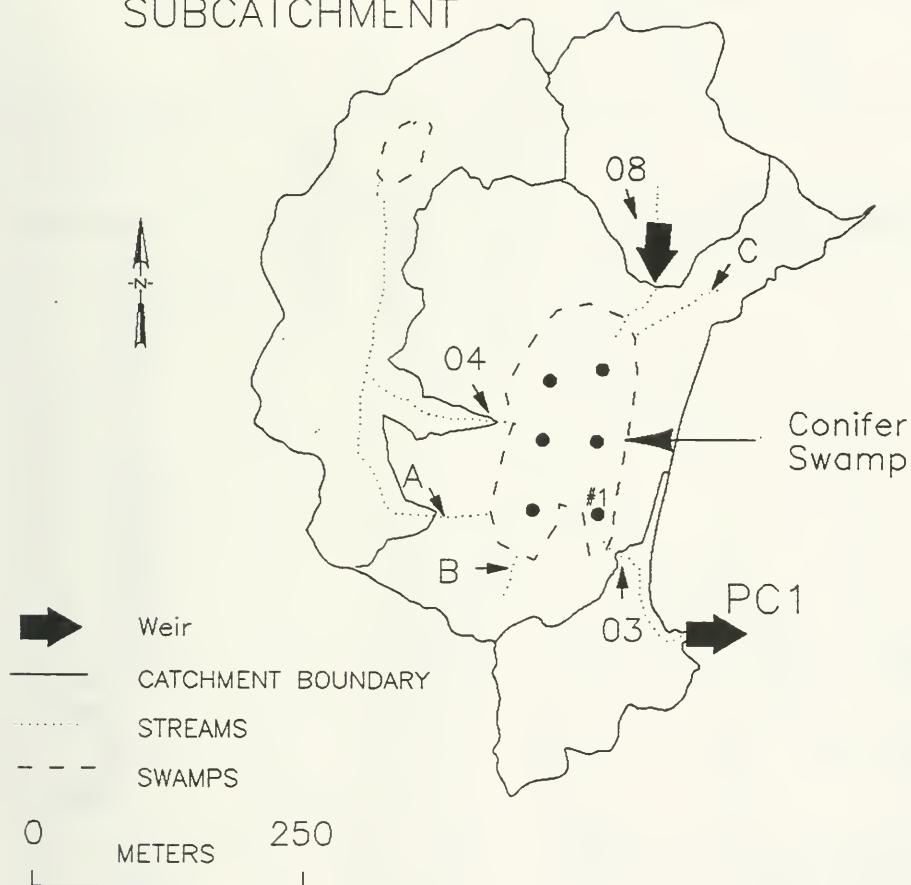 SUBCATCHMENT
08
C
-N-
04
Conifer
Swamp
A
#1
B
PC1
03
Weir
CATCHMENT BOUNDARY
STREAMS
SWAMPS
0
250
METERS